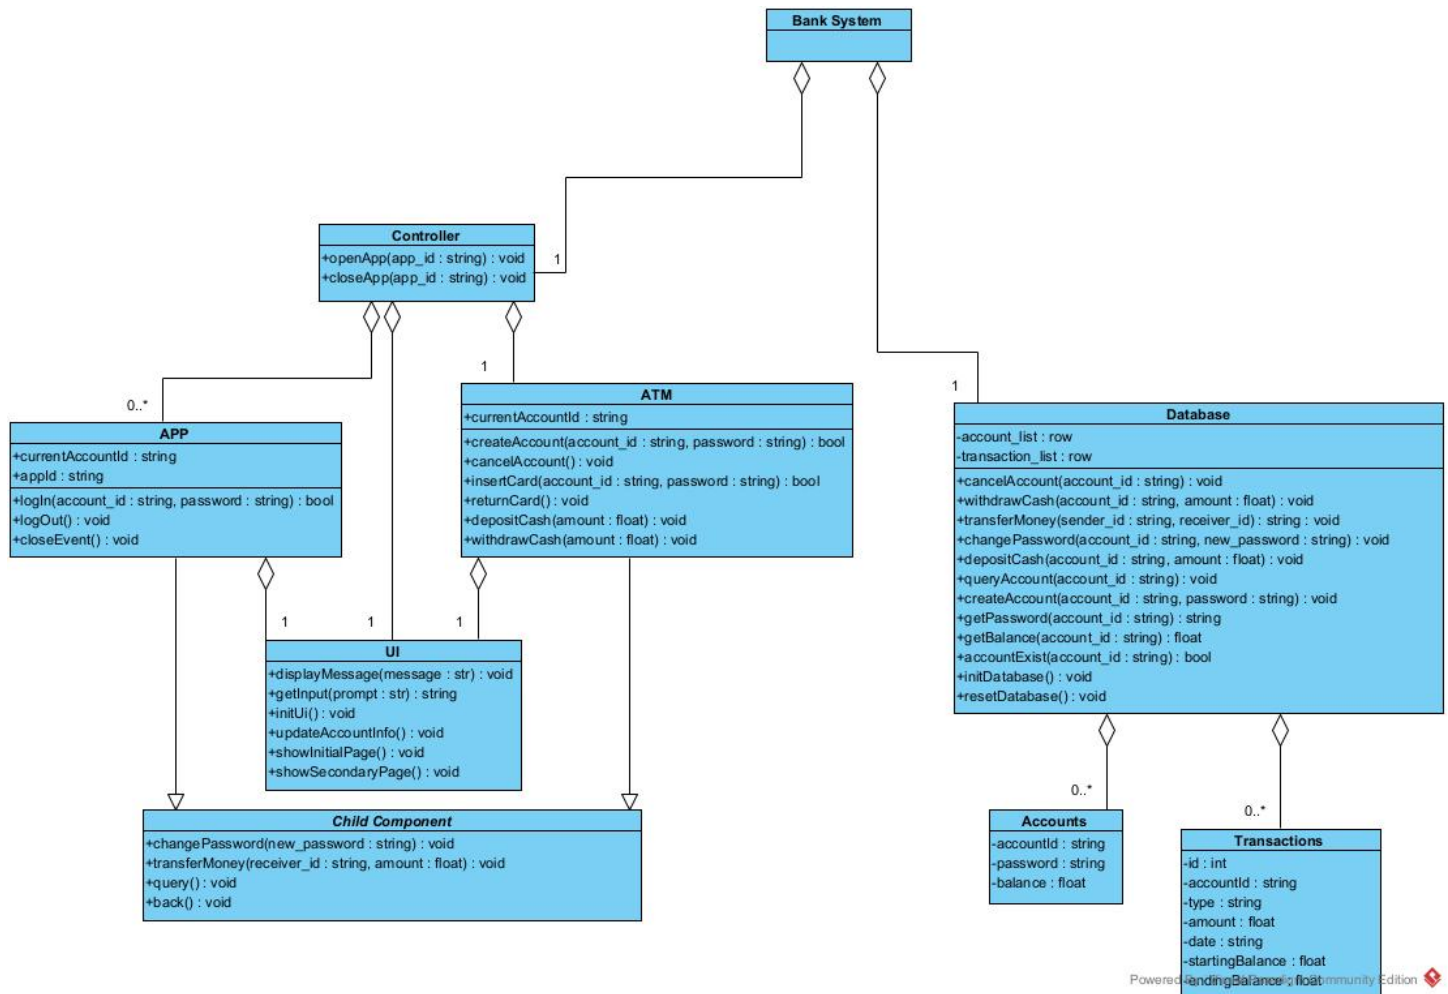 Bank System
Controller
+openApp(app_id : string) : void
+closeApp(app_id : string) : void
1
1
0..*
1
APP
+currentAccountId : string
+appId : string
+logIn(account_id : string, password : string) : bool
+logOut() : void
+closeEvent() : void
ATM
+currentAccountId : string
+createAccount(account_id : string, password : string) : bool
+cancelAccount() : void
+insertCard(account_id : string, password : string) : bool
+returnCard() : void
+depositCash(amount : float) : void
+withdrawCash(amount : float) : void
Database
-account_list : row
-transaction_list : row
+cancelAccount(account_id : string) : void
+withdrawCash(account_id : string, amount : float) : void
+transferMoney(sender_id : string, receiver_id) : string : void
+changePassword(account_id : string, new_password : string) : void
+depositCash(account_id : string, amount : float) : void
+queryAccount(account_id : string) : void
+createAccount(account_id : string, password : string) : void
+getPassword(account_id : string) : string
+getBalance(account_id : string) : float
+accountExist(account_id : string) : bool
+initDatabase() : void
+resetDatabase() : void
1
1
1
UI
+displayMessage(message : str) : void
+getInput(prompt : str) : string
+initUi() : void
+updateAccountInfo() : void
+showInitialPage() : void
+showSecondaryPage() : void
Child Component
+changePassword(new_password : string) : void
+transferMoney(receiver_id : string, amount : float) : void
+query() : void
+back() : void
0..*
0..*
Accounts
-accountId : string
-password : string
-balance : float
Transactions
-id : int
-accountId : string
-type : string
-amount : float
-date : string
-startingBalance : float
-endingBalance : float
Powered Community Edition